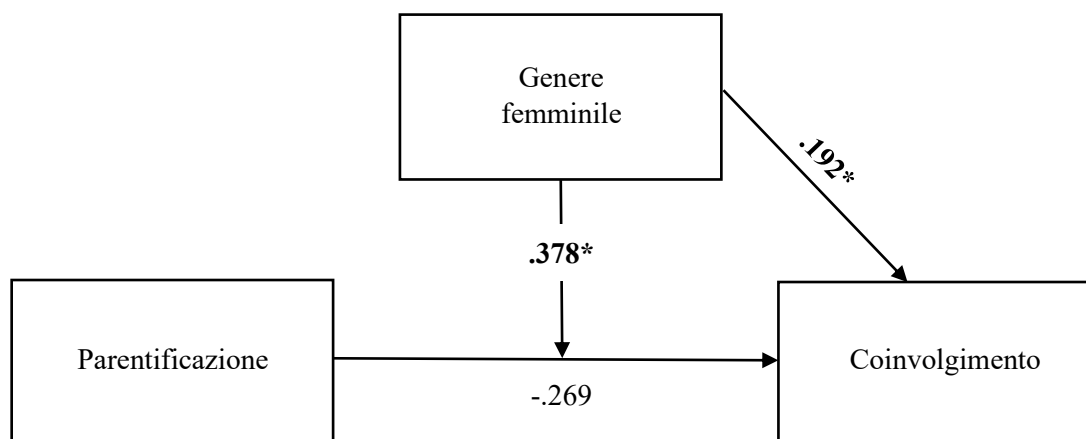 Genere
femminile
.192*
.378*
Parentificazione
Coinvolgimento
-.269